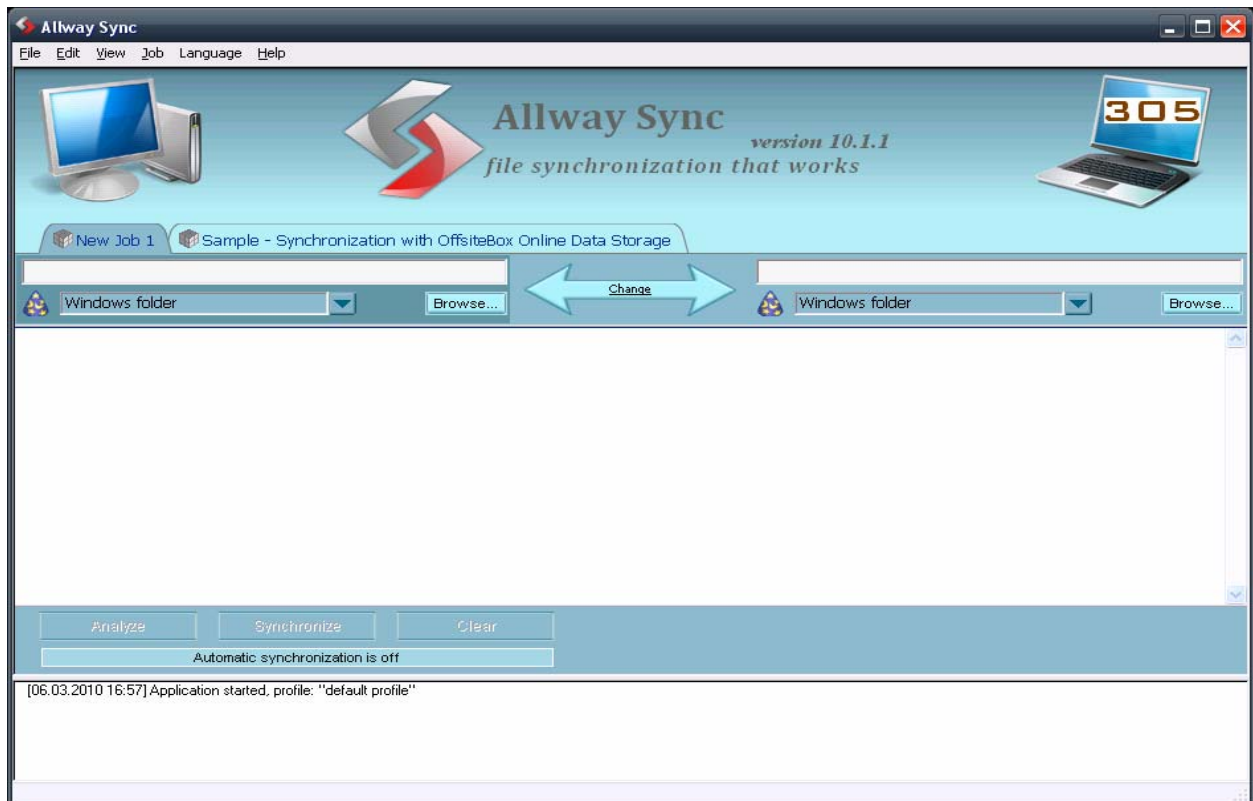 Allway Sync
File Edit View Job Language Help
Allway Sync
version 10.1.1
file synchronization that works
305
New Job 1 Sample - Synchronization with OffsiteBox Online Data Storage
Change
Windows folder Browse... Windows folder Browse...
Analyze Synchronize Clear
Automatic synchronization is off
[06.03.2010 16:57] Application started, profile: "default profile"